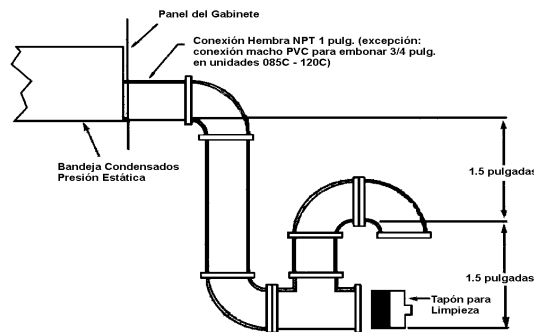 Panel del Gabinete
Conexión Hembra NPT 1 pulg. (excepción:
conexión macho PVC para embonar 3/4 pulg.
en unidades 085C - 120C)
Bandeja Condensados
Presión Estática
1.5 pulgadas
1.5 pulgadas
Tapón para
Limpieza